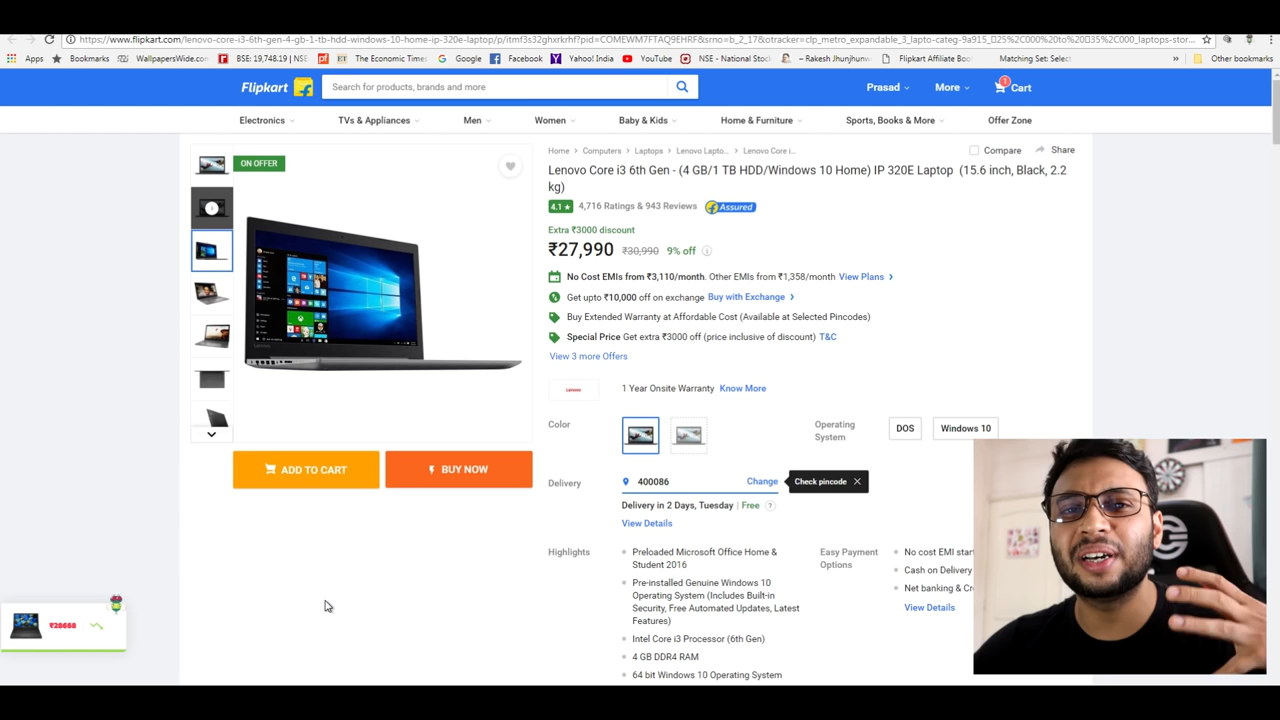 https://www.flipkart.com/lenovo-core-i3-6th-gen-4-gb-1-tb-hdd-windows-10-home-ip-320e-laptop/p/
Apps Bookmarks WallpapersWide.com BSE: 19,748.19 | NSE The Economic Times Google Facebook Yahoo! India YouTube NSE - National Stock – Rakesh Jhunjhunw Flipkart Affiliate Boo Matching Set: Select » Other bookmarks
Flipkart Search for products, brands and more Prasad More 1 Cart
Electronics TVs & Appliances Men Women Baby & Kids Home & Furniture Sports, Books & More Offer Zone
Home > Computers > Laptops > Lenovo Lapto... > Lenovo Core i... Compare Share
ON OFFER
Lenovo Core i3 6th Gen - (4 GB/1 TB HDD/Windows 10 Home) IP 320E Laptop (15.6 inch, Black, 2.2
kg)
4.1 ★ 4,716 Ratings & 943 Reviews Assured
Extra ₹3000 discount
₹27,990 ₹30,990 9% off
No Cost EMIs from ₹3,110/month. Other EMIs from ₹1,358/month View Plans >
Get upto ₹10,000 off on exchange Buy with Exchange >
Buy Extended Warranty at Affordable Cost (Available at Selected Pincodes)
Special Price Get extra ₹3000 off (price inclusive of discount) T&C
View 3 more Offers
Lenovo 1 Year Onsite Warranty Know More
Color
Operating
System
DOS Windows 10
ADD TO CART BUY NOW
Delivery 400086 Change Check pincode
Delivery in 2 Days, Tuesday | Free ?
View Details
Highlights
Preloaded Microsoft Office Home &
Student 2016
Pre-installed Genuine Windows 10
Operating System (Includes Built-in
Security, Free Automated Updates, Latest
Features)
Intel Core i3 Processor (6th Gen)
4 GB DDR4 RAM
64 bit Windows 10 Operating System
Easy Payment
Options
No cost EMI star
Cash on Delivery
Net banking & Cr
View Details
₹28668